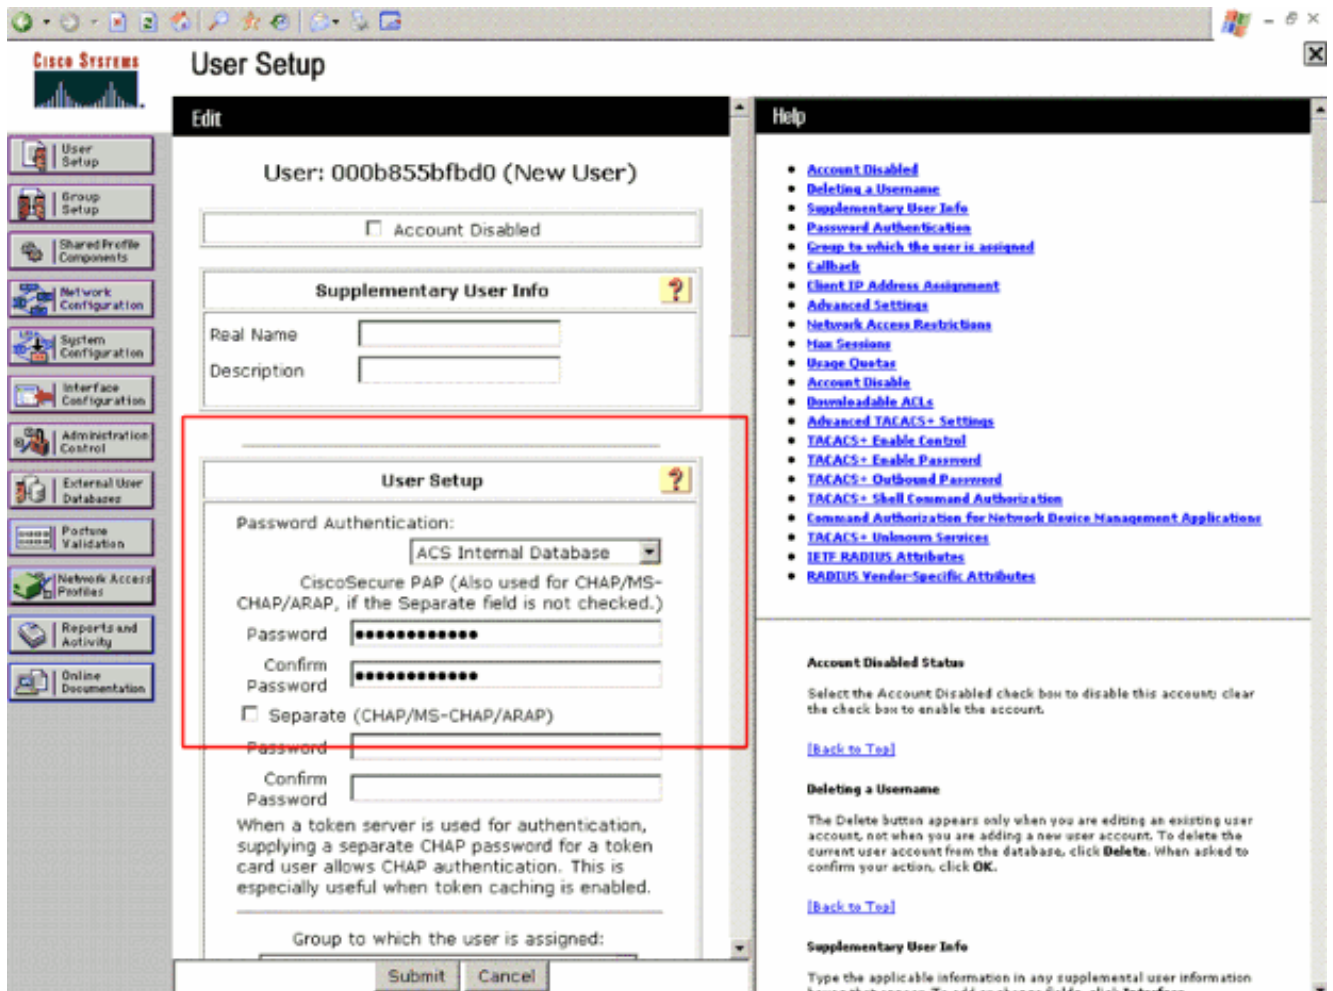 CISCO SYSTEMS
User Setup
User
Setup
Group
Setup
Shared Profile
Components
Network
Configuration
System
Configuration
Interface
Configuration
Administration
Control
External User
Databases
Posture
Validation
Network Access
Profiles
Reports and
Activity
Online
Documentation
Edit
User: 000b855bfbd0 (New User)
Account Disabled
Supplementary User Info
?
Real Name
Description
User Setup
?
Password Authentication:
ACS Internal Database
CiscoSecure PAP (Also used for CHAP/MS-
CHAP/ARAP, if the Separate field is not checked.)
Password ●●●●●●●●●●●●
Confirm
Password ●●●●●●●●●●●●
Separate (CHAP/MS-CHAP/ARAP)
Password
Confirm
Password
When a token server is used for authentication,
supplying a separate CHAP password for a token
card user allows CHAP authentication. This is
especially useful when token caching is enabled.
Group to which the user is assigned:
Submit Cancel
Help
Account Disabled
Deleting a Username
Supplementary User Info
Password Authentication
Group to which the user is assigned
Callback
Client IP Address Assignment
Advanced Settings
Network Access Restrictions
Max Sessions
Usage Quotas
Account Disable
Downloadable ACLs
Advanced TACACS+ Settings
TACACS+ Enable Control
TACACS+ Enable Password
TACACS+ Outbound Password
TACACS+ Shell Command Authorization
Command Authorization for Network Device Management Applications
TACACS+ Unknown Services
IETF RADIUS Attributes
RADIUS Vendor-Specific Attributes
Account Disabled Status
Select the Account Disabled check box to disable this account; clear
the check box to enable the account.
[Back to Top]
Deleting a Username
The Delete button appears only when you are editing an existing user
account, not when you are adding a new user account. To delete the
current user account from the database, click Delete. When asked to
confirm your action, click OK.
[Back to Top]
Supplementary User Info
Type the applicable information in any supplemental user information